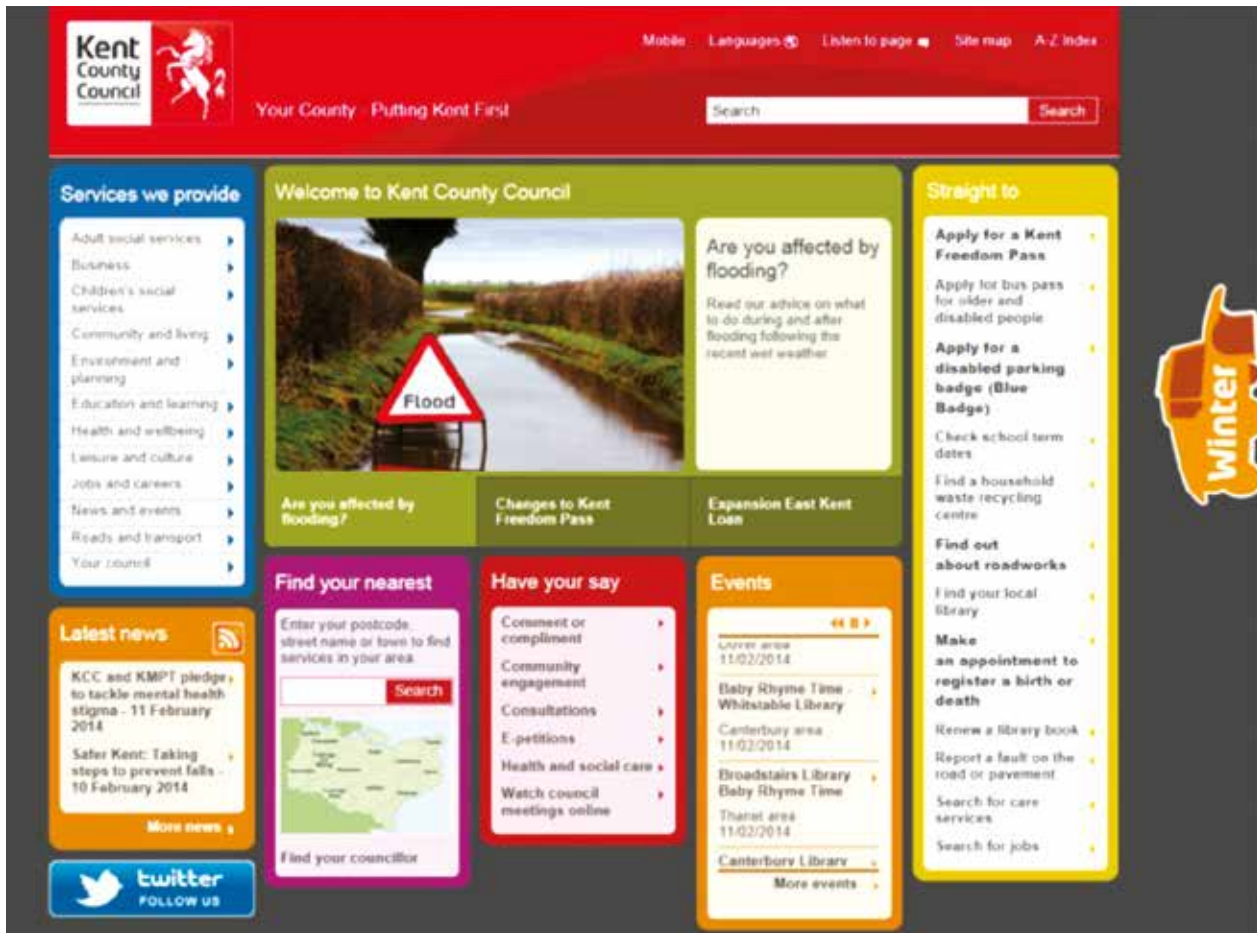 Kent
County
Council
Mobile
Languages
Listen to page
Site map
A-Z Index
Your County - Putting Kent First
Search
Search
Services we provide
Adult social services
Business
Children's social
services
Community and living
Environment and
planning
Education and learning
Health and wellbeing
Leisure and culture
Jobs and careers
News and events
Roads and transport
Your council
Latest news
KCC and KMPT pledge
to tackle mental health
stigma - 11 February
2014
Safer Kent: Taking
steps to prevent falls -
10 February 2014
More news
twitter
FOLLOW US
Welcome to Kent County Council
Flood
Are you affected by
flooding?
Read our advice on what
to do during and after
flooding following the
recent wet weather
Are you affected by
flooding?
Changes to Kent
Freedom Pass
Expansion East Kent
Loan
Find your nearest
Enter your postcode,
street name or town to find
services in your area
Search
Find your councillor
Have your say
Comment or
compliment
Community
engagement
Consultations
E-petitions
Health and social care
Watch council
meetings online
Events
Dover area
11/02/2014
Baby Rhyme Time -
Whitstable Library
Canterbury area
11/02/2014
Broadstairs Library
Baby Rhyme Time
Thanet area
11/02/2014
Canterbury Library
More events
Straight to
Apply for a Kent
Freedom Pass
Apply for bus pass
for older and
disabled people
Apply for a
disabled parking
badge (Blue
Badge)
Check school term
dates
Find a household
waste recycling
centre
Find out
about roadworks
Find your local
library
Make
an appointment to
register a birth or
death
Renew a library book
Report a fault on the
road or pavement
Search for care
services
Search for jobs
Winter